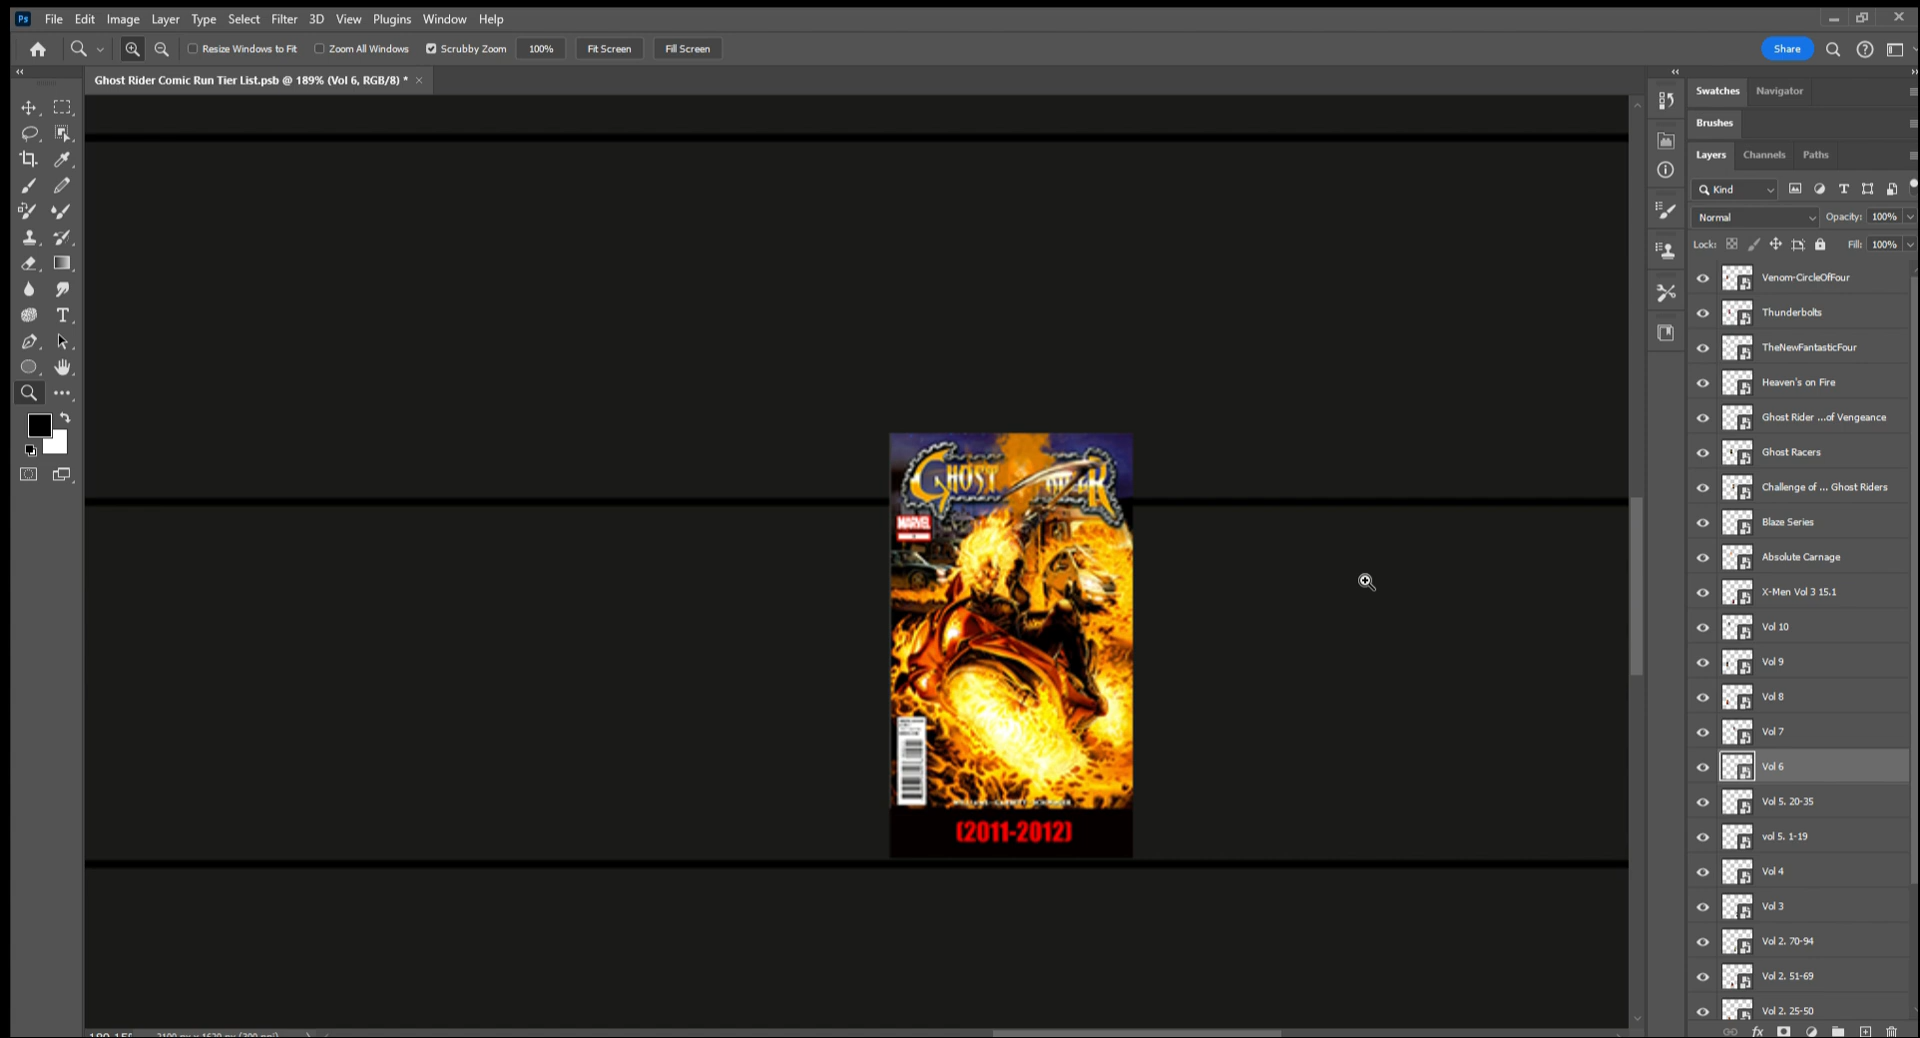 Ps File Edit Image Layer Type Select Filter 3D View Plugins Window Help
Resize Windows to Fit Zoom All Windows Scrubby Zoom 100% Fit Screen Fill Screen Share
Ghost Rider Comic Run Tier List.psb @ 189% (Vol 6, RGB/8) * ×
Swatches Navigator
Brushes
Layers Channels Paths
Kind
Normal Opacity: 100%
Lock: Fill: 100%
Venom-CircleOfFour
Thunderbolts
TheNewFantasticFour
Heaven's on Fire
Ghost Rider ...of Vengeance
Ghost Racers
Challenge of ... Ghost Riders
Blaze Series
Absolute Carnage
X-Men Vol 3 15.1
Vol 10
Vol 9
Vol 8
Vol 7
Vol 6
Vol 5. 20-35
vol 5. 1-19
Vol 4
Vol 3
Vol 2. 70-94
Vol 2. 51-69
Vol 2. 25-50
fx
GHOST RIDER
MARVEL
(2011-2012)